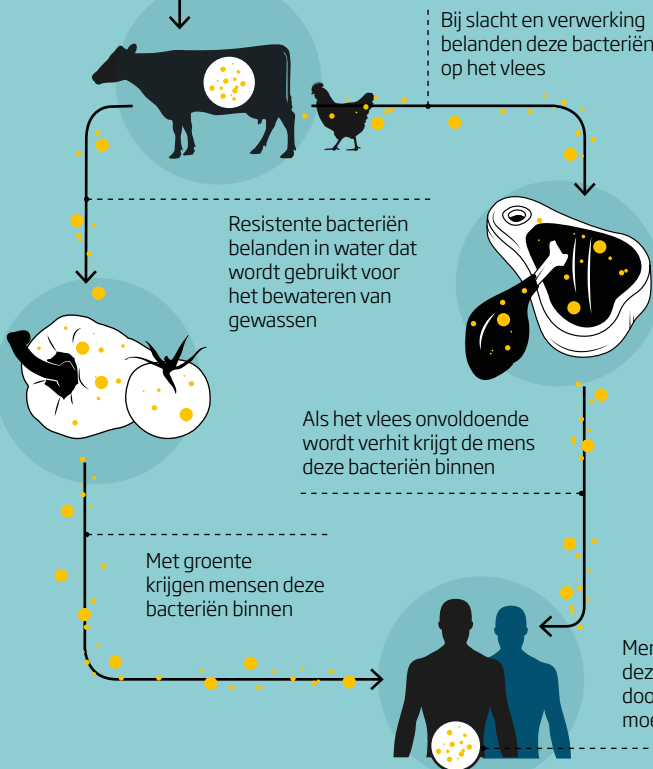 Bij slacht en verwerking
belanden deze bacteriën
op het vlees
Resistente bacteriën
belanden in water dat
wordt gebruikt voor
het bewateren van
gewassen
Als het vlees onvoldoende
wordt verhit krijgt de mens
deze bacteriën binnen
Met groente
krijgen mensen deze
bacteriën binnen